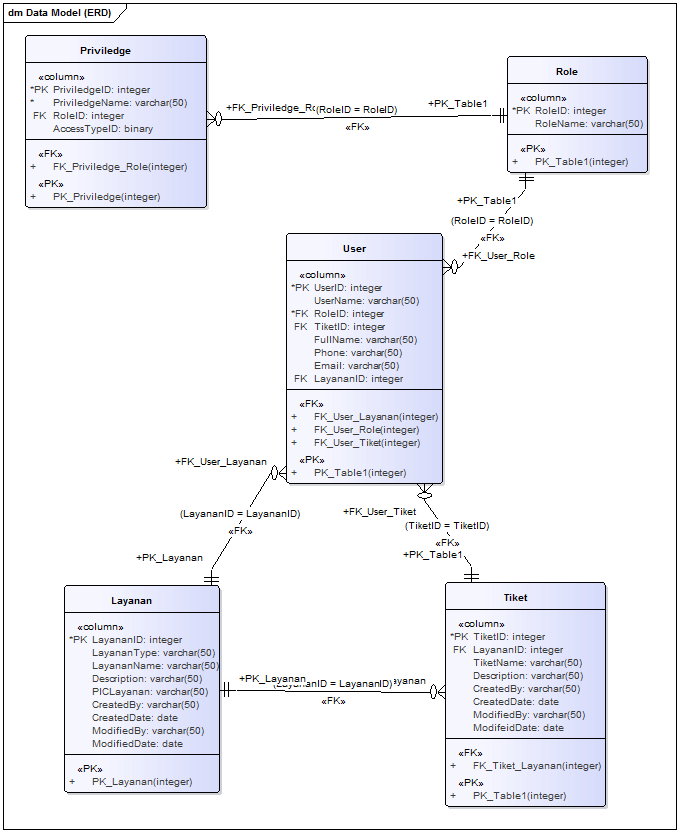 dm Data Model (ERD)
Priviledge
«column»
*PK PriviledgeID: integer
* PriviledgeName: varchar(50)
FK RoleID: integer
AccessTypeID: binary
«FK»
+ FK_Priviledge_Role(integer)
«PK»
+ PK_Priviledge(integer)
+FK_Priviledge_Ro
(RoleID = RoleID)
«FK»
+PK_Table1
Role
«column»
*PK RoleID: integer
RoleName: varchar(50)
«PK»
+ PK_Table1(integer)
+PK_Table1
(RoleID = RoleID)
«FK»
+FK_User_Role
User
«column»
*PK UserID: integer
UserName: varchar(50)
*FK RoleID: integer
FK TiketID: integer
FullName: varchar(50)
Phone: varchar(50)
Email: varchar(50)
FK LayananID: integer
«FK»
+ FK_User_Layanan(integer)
+ FK_User_Role(integer)
+ FK_User_Tiket(integer)
«PK»
+ PK_Table1(integer)
+FK_User_Layanan
(LayananID = LayananID)
«FK»
+PK_Layanan
+FK_User_Tiket
(TiketID = TiketID)
«FK»
+PK_Table1
Layanan
«column»
*PK LayananID: integer
LayananType: varchar(50)
LayananName: varchar(50)
Description: varchar(50)
PICLayanan: varchar(50)
CreatedBy: varchar(50)
CreatedDate: date
ModifiedBy: varchar(50)
ModifiedDate: date
«PK»
+ PK_Layanan(integer)
+PK_Layanan
(LayananID = LayananID)
ayanan
«FK»
Tiket
«column»
*PK TiketID: integer
FK LayananID: integer
TiketName: varchar(50)
Description: varchar(50)
CreatedBy: varchar(50)
CreatedDate: date
ModifiedBy: varchar(50)
ModifeidDate: date
«FK»
+ FK_Tiket_Layanan(integer)
«PK»
+ PK_Table1(integer)